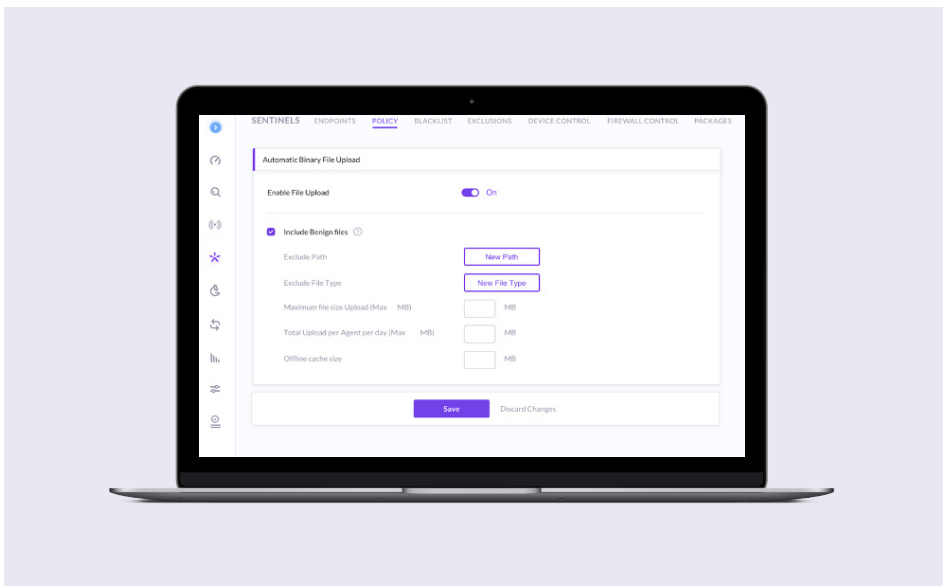 SENTINELS ENDPOINTS POLICY BLACKLIST EXCLUSIONS DEVICE CONTROL FIREWALL CONTROL PACKAGES
Automatic Binary File Upload
Enable File Upload On
Include Benign files ?
Exclude Path New Path
Exclude File Type New File Type
Maximum file size Upload (Max MB) MB
Total Upload per Agent per day (Max MB) MB
Offline cache size MB
Save Discard Changes